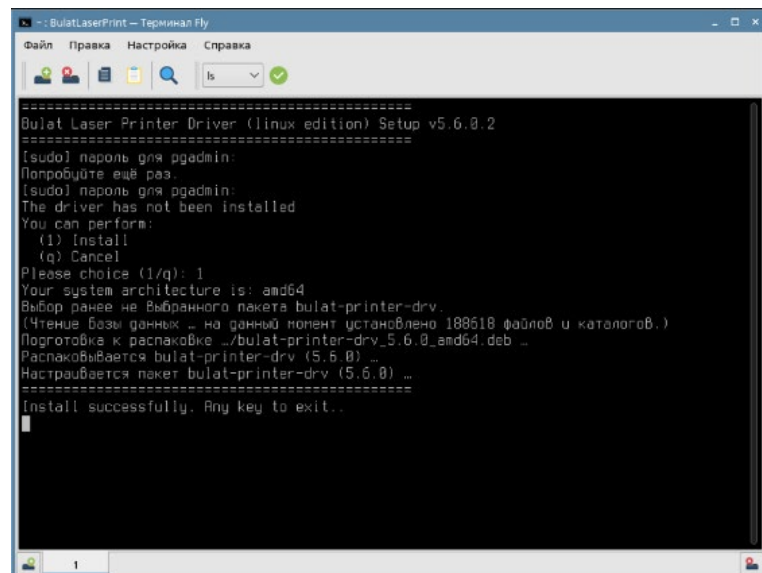 ~ : BulatLaserPrint — Терминал Fly
Файл Правка Настройка Справка
ls
===============================================
Bulat Laser Printer Driver (linux edition) Setup v5.6.0.2
===============================================
[sudo] пароль для pgadmin:
Попробуйте ещё раз.
[sudo] пароль для pgadmin:
The driver has not been installed
You can perform:
(1) Install
(q) Cancel
Please choice (1/q): 1
Your system architecture is: amd64
Выбор ранее не выбранного пакета bulat-printer-drv.
(Чтение базы данных … на данный момент установлено 188618 файлов и каталогов.)
Подготовка к распаковке …/bulat-printer-drv_5.6.0_amd64.deb …
Распаковывается bulat-printer-drv (5.6.0) …
Настраивается пакет bulat-printer-drv (5.6.0) …
===============================================
Install successfully. Any key to exit..
1